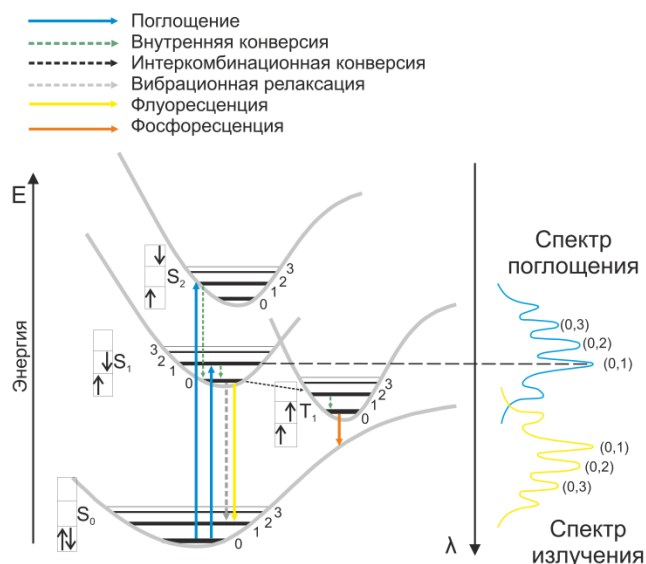 Поглощение
Внутренняя конверсия
Интеркомбинационная конверсия
Вибрационная релаксация
Флуоресценция
Фосфоресценция
E
Энергия
S2
0
1
2
3
S1
3
2
1
0
T1
0
1
2
3
S0
0
1
2
3
λ
Спектр
поглощения
(0,3)
(0,2)
(0,1)
(0,1)
(0,2)
(0,3)
Спектр
излучения